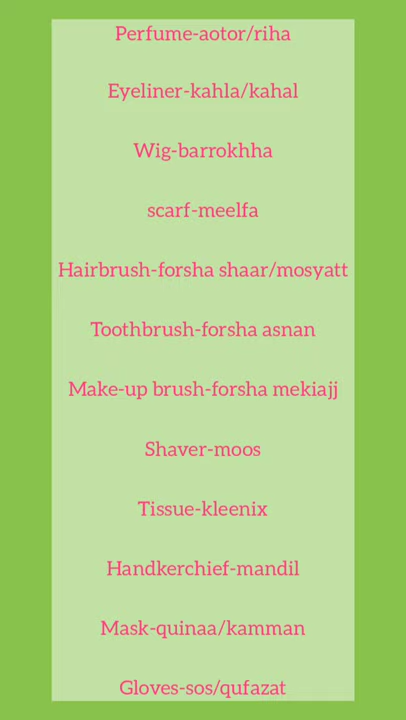 Perfume-aotor/riha
Eyeliner-kahla/kahal
Wig-barrokhha
scarf-meelfa
Hairbrush-forsha shaar/mosyatt
Toothbrush-forsha asnan
Make-up brush-forsha mekiajj
Shaver-moos
Tissue-kleenix
Handkerchief-mandil
Mask-quinaa/kamman
Gloves-sos/qufazat